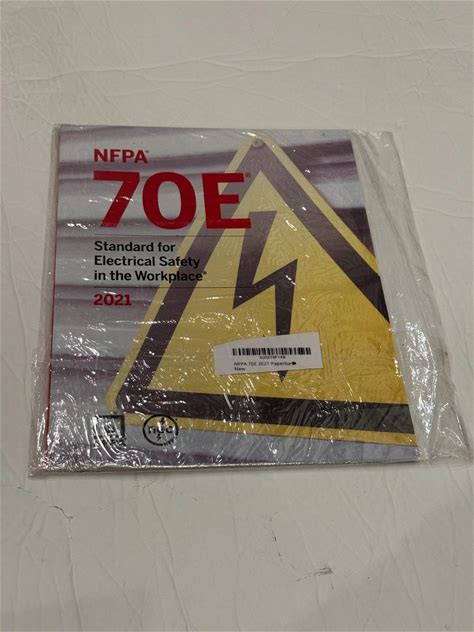 NFPA®
70E®
Standard for
Electrical Safety
in the Workplace®
2021
NFPA 70E 2021 Paperback
New